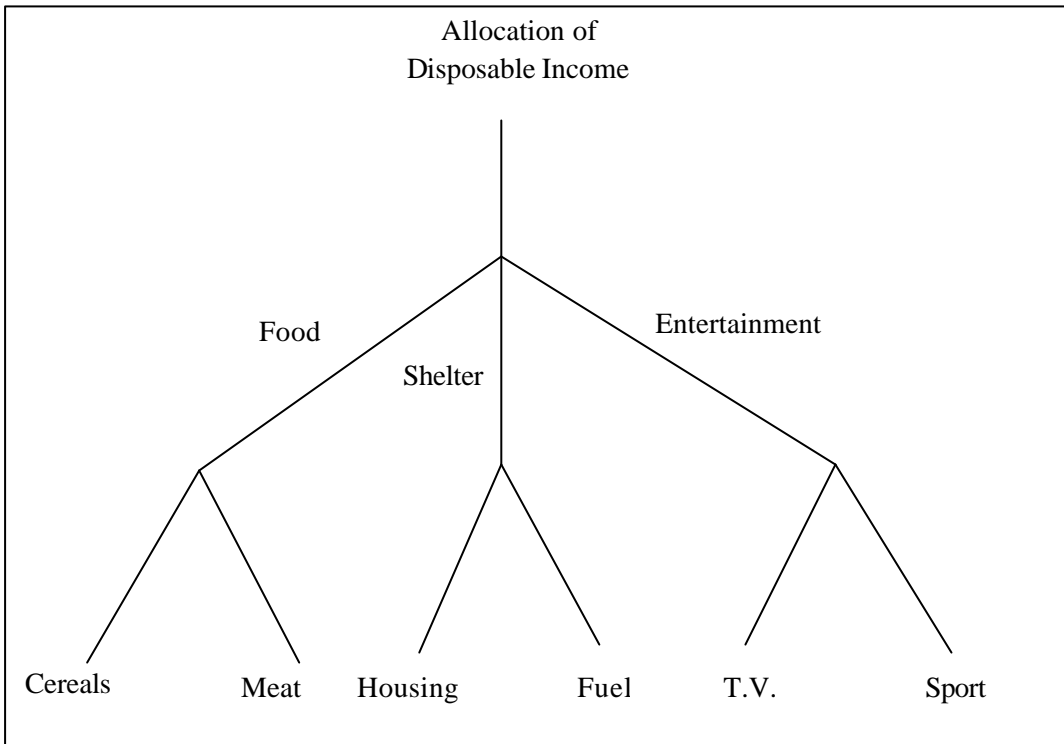 Allocation of
Disposable Income
Food
Entertainment
Shelter
Cereals
Meat
Housing
Fuel
T.V.
Sport